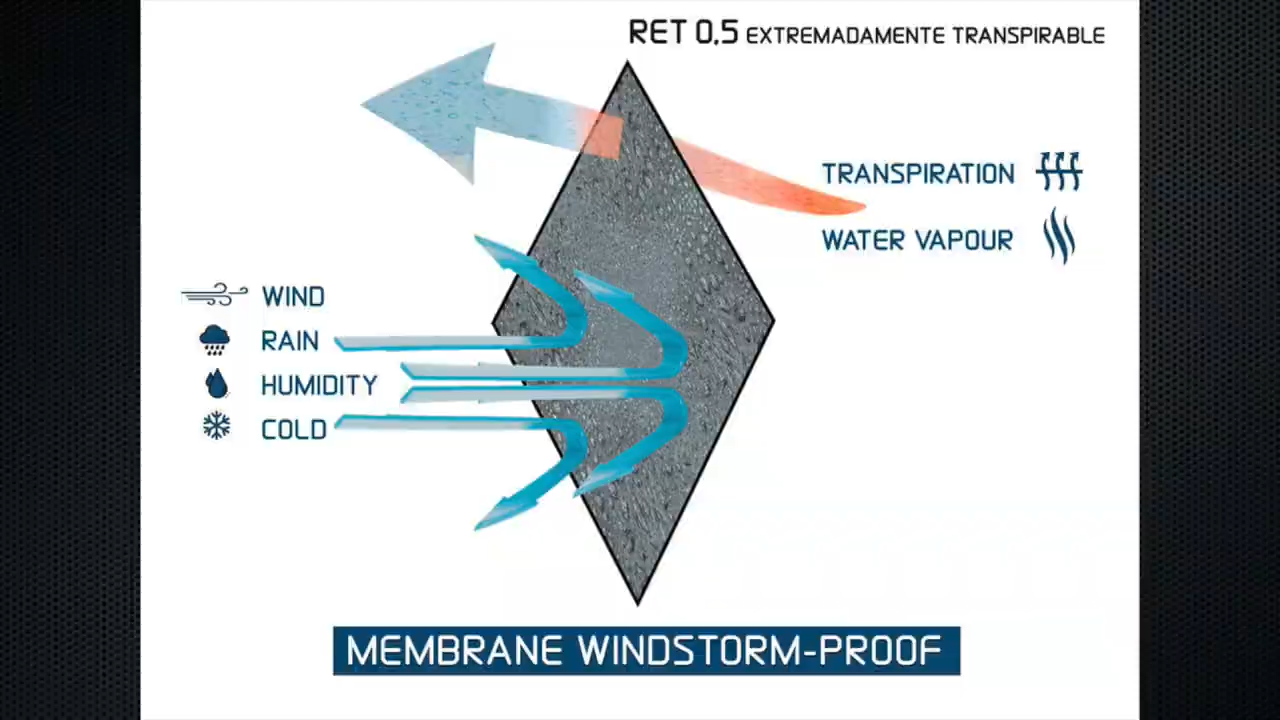 RET 0,5 EXTREMADAMENTE TRANSPIRABLE
TRANSPIRATION
WATER VAPOUR
WIND
RAIN
HUMIDITY
COLD
MEMBRANE WINDSTORM-PROOF